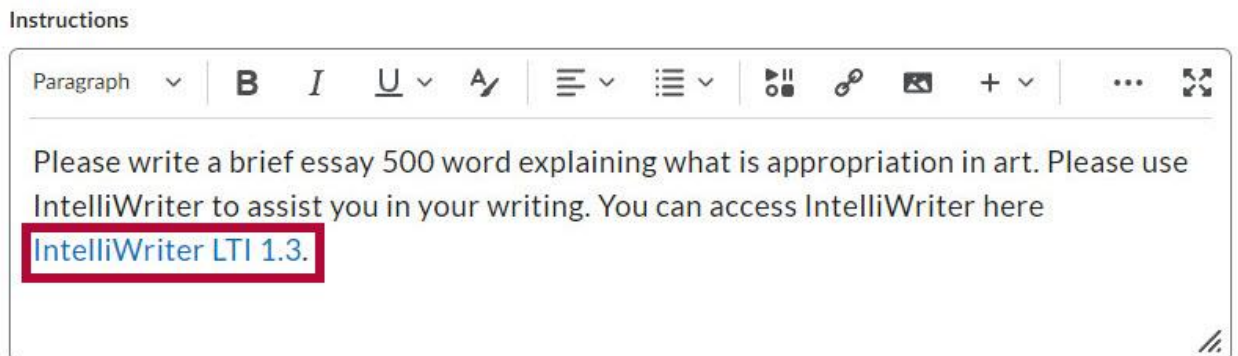 Instructions
Paragraph B I U A
Please write a brief essay 500 word explaining what is appropriation in art. Please use
IntelliWriter to assist you in your writing. You can access IntelliWriter here
IntelliWriter LTI 1.3.